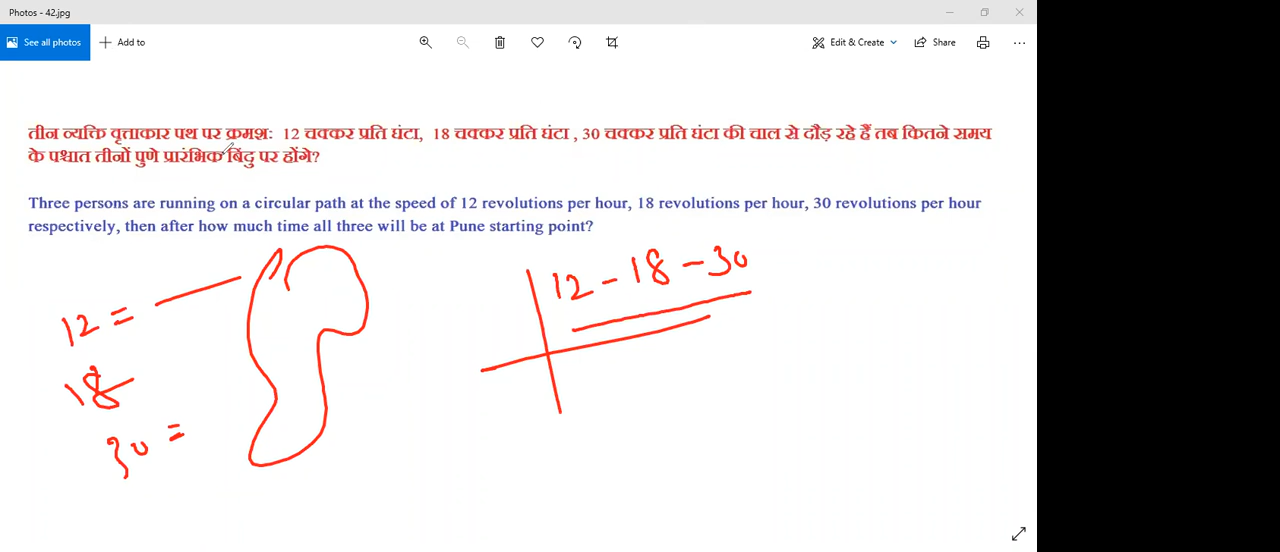 Photos - 42.jpg
See all photos
Add to
Edit & Create
Share
तीन व्यक्ति वृत्ताकार पथ पर क्रमश: 12 चक्कर प्रति घंटा, 18 चक्कर प्रति घंटा , 30 चक्कर प्रति घंटा की चाल से दौड़ रहे हैं तब कितने समय
के पश्चात तीनों पुणे प्रारंभिक बिंदु पर होंगे?
Three persons are running on a circular path at the speed of 12 revolutions per hour, 18 revolutions per hour, 30 revolutions per hour
respectively, then after how much time all three will be at Pune starting point?
12 - 18 - 30
12 =
18
30 =